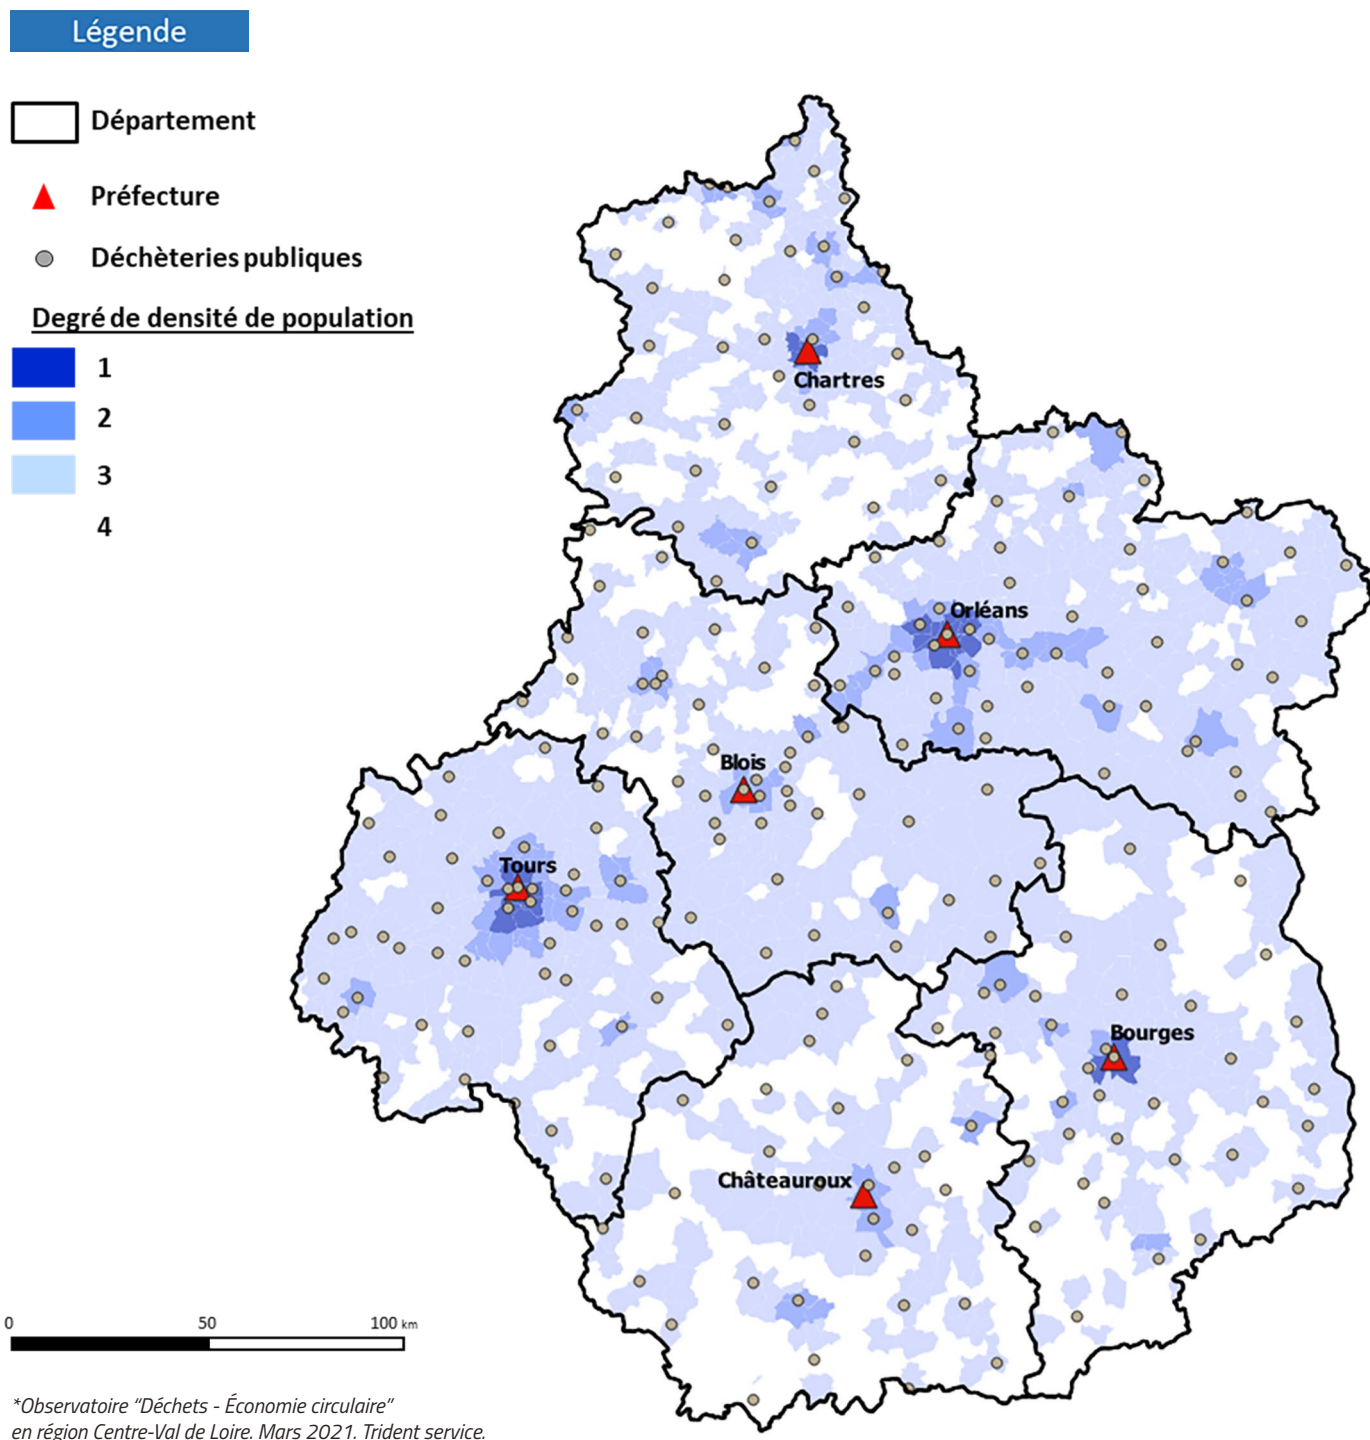 Légende
Département
Préfecture
Déchèteries publiques
Degré de densité de population
1
2
3
4
Chartres
Orléans
Blois
Tours
Bourges
Châteauroux
0 50 100 km
*Observatoire “Déchets - Économie circulaire”
en région Centre-Val de Loire. Mars 2021. Trident service.